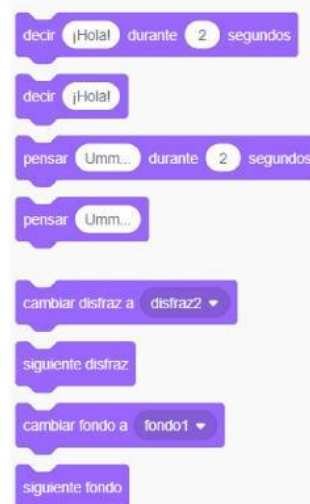 decir ¡Hola! durante 2 segundos
decir ¡Hola!
pensar Umm... durante 2 segundos
pensar Umm...
cambiar disfraz a disfraz2
siguiente disfraz
cambiar fondo a fondo1
siguiente fondo